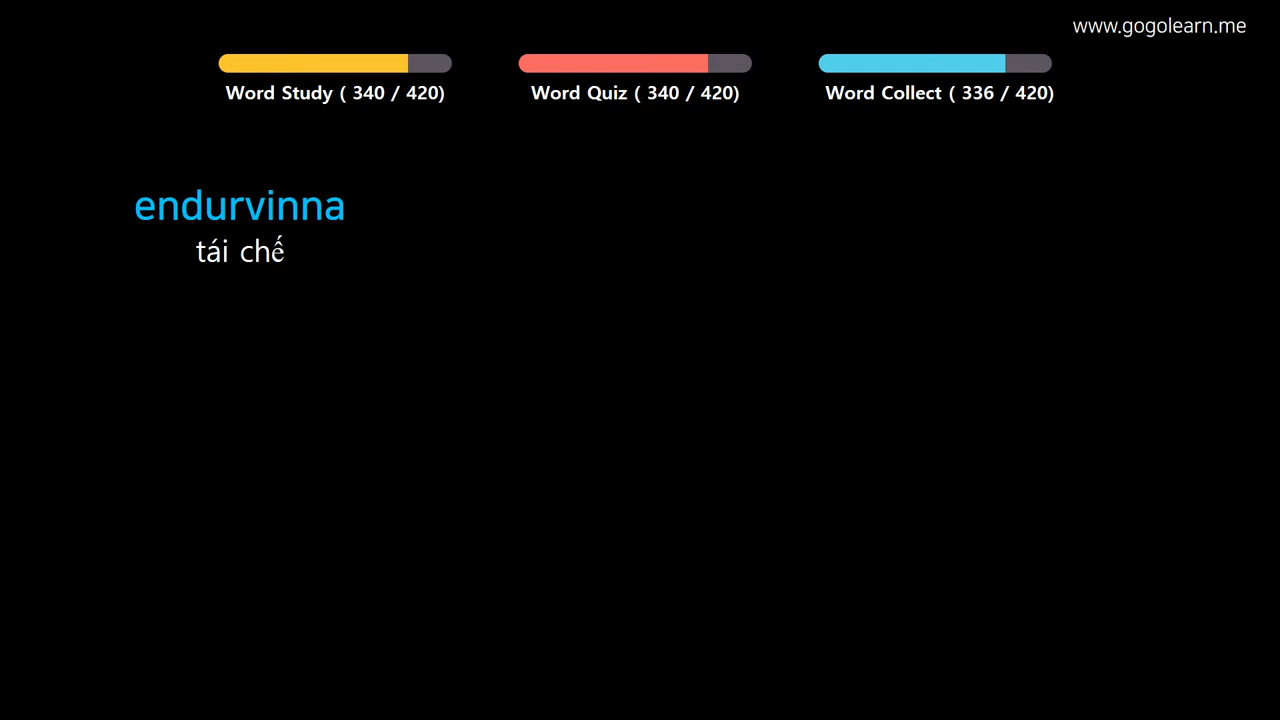 www.gogolearn.me
Word Study ( 340 / 420)
Word Quiz ( 340 / 420)
Word Collect ( 336 / 420)
endurvinna
tái chế